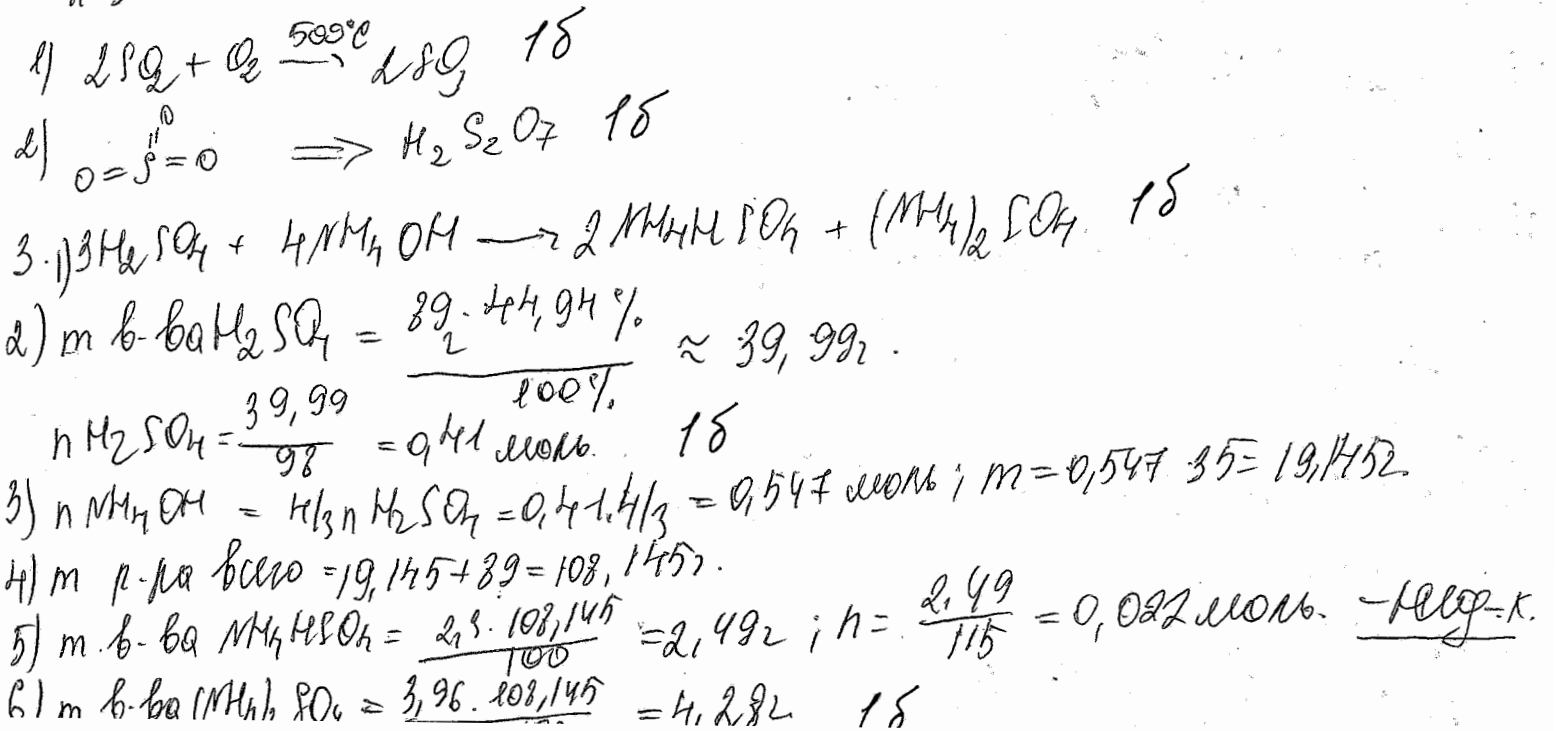 1) 2SO₂ + O₂ 500°C → 2SO₃ 1б
2) O=S=O O ⟹ H₂S₂O₇ 1б
3. 1) 3H₂SO₄ + 4NH₄OH → 2NH₄HSO₄ + (NH₄)₂SO₄ 1б
2) m в-ва H₂SO₄ = 89г · 44,94% / 100% ≈ 39,99г.
n H₂SO₄ = 39,99 / 98 = 0,41 моль. 1б
3) n NH₄OH = 4/3 n H₂SO₄ = 0,41·4/3 = 0,547 моль; m = 0,547 · 35 = 19,145г.
4) m р-ра всего = 19,145 + 89 = 108,145г.
5) m в-ва NH₄HSO₄ = 2,3 · 108,145 / 100 = 2,49г; n = 2,49 / 115 = 0,022 моль.
6) m в-ва (NH₄)₂SO₄ = 3,96 · 108,145 = 4,28г 1б